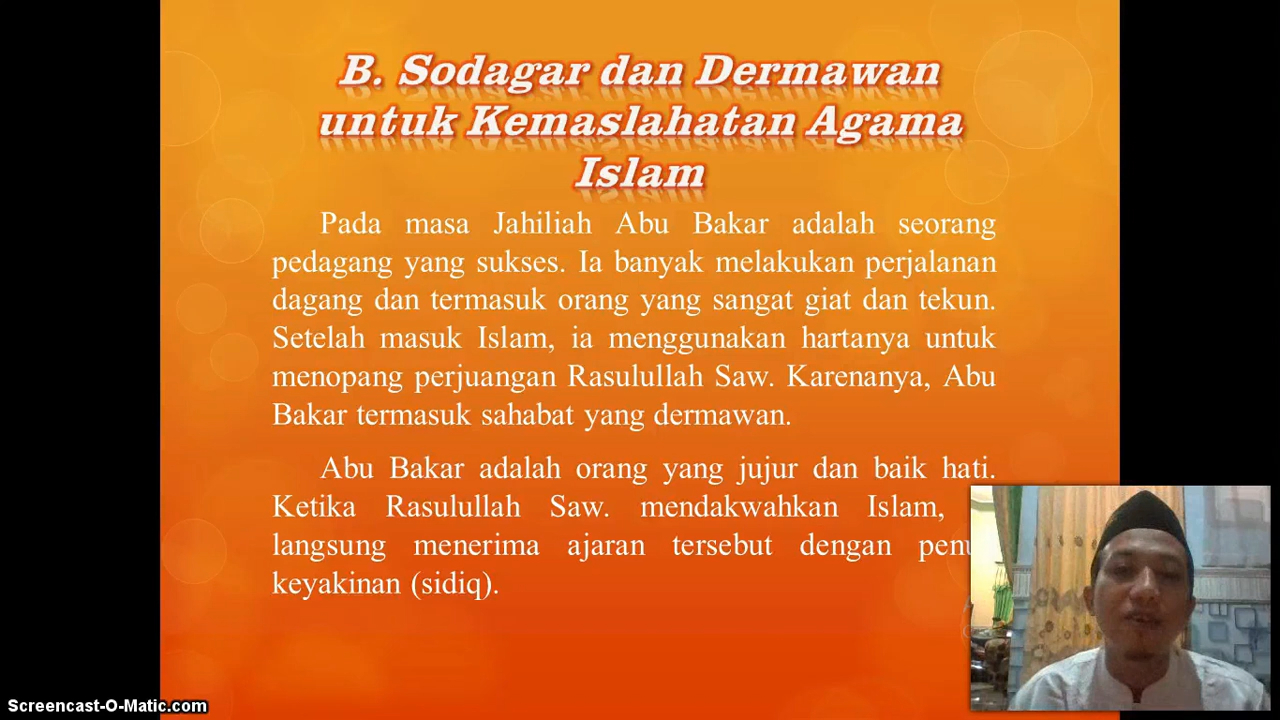 B. Sodagar dan Dermawan
untuk Kemaslahatan Agama
Islam
Pada masa Jahiliah Abu Bakar adalah seorang
pedagang yang sukses. Ia banyak melakukan perjalanan
dagang dan termasuk orang yang sangat giat dan tekun.
Setelah masuk Islam, ia menggunakan hartanya untuk
menopang perjuangan Rasulullah Saw. Karenanya, Abu
Bakar termasuk sahabat yang dermawan.
Abu Bakar adalah orang yang jujur dan baik hati.
Ketika Rasulullah Saw. mendakwahkan Islam,
langsung menerima ajaran tersebut dengan
keyakinan (sidiq).
Screencast-O-Matic.com